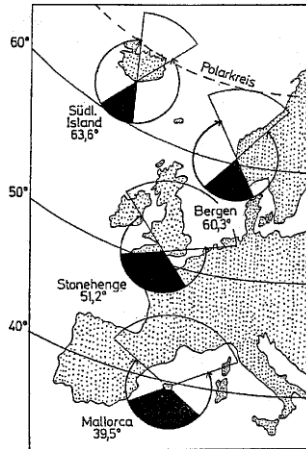 60°
Polarkreis
Südl.
Island
63,6°
50°
Bergen
60,3°
Stonehenge
51,2°
40°
Mallorca
39,5°